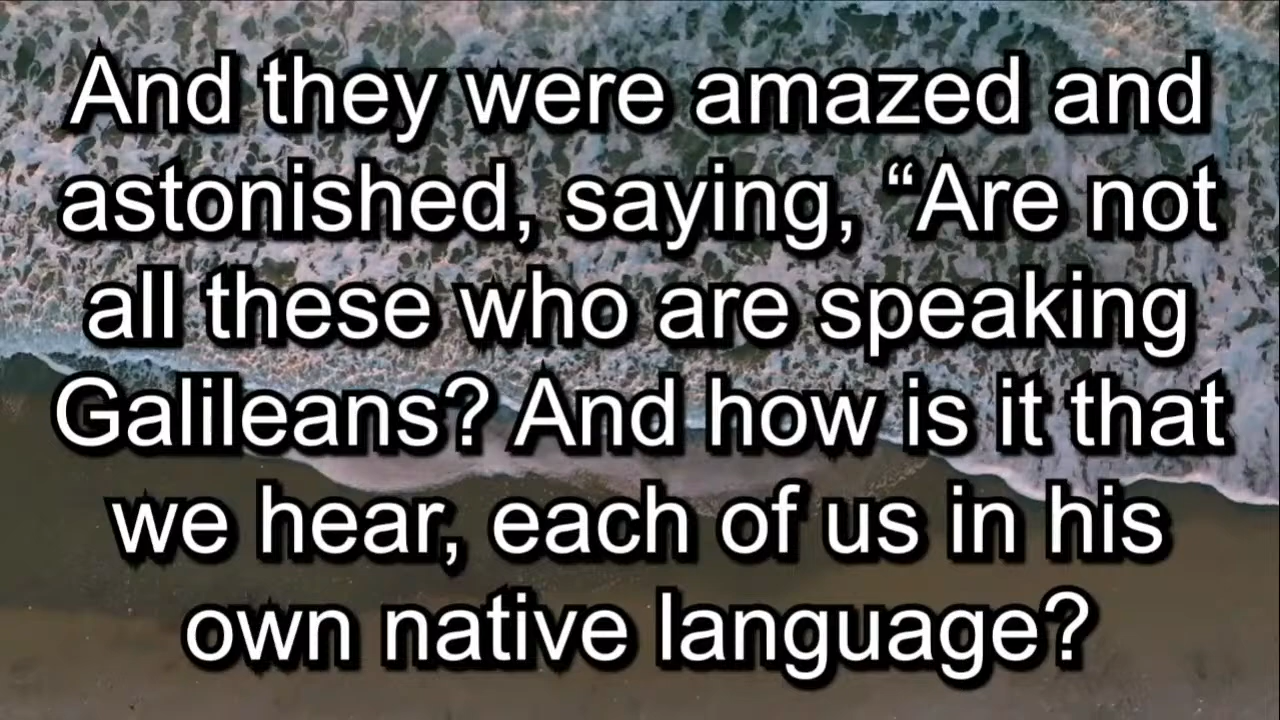 And they were amazed and
astonished, saying, “Are not
all these who are speaking
Galileans? And how is it that
we hear, each of us in his
own native language?